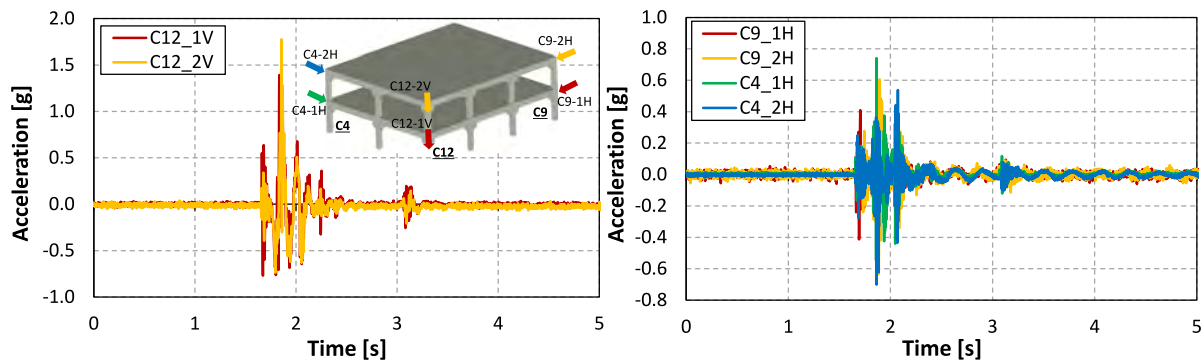 C12_1V
C12_2V
C4-2H
C9-2H
C12-2V
C4-1H
C9-1H
C12-1V
C4
C9
C12
2.0
1.5
1.0
0.5
0.0
-0.5
-1.0
Acceleration [g]
0 1 2 3 4 5
Time [s]
C9_1H
C9_2H
C4_1H
C4_2H
1.0
0.8
0.6
0.4
0.2
0.0
-0.2
-0.4
-0.6
-0.8
Acceleration [g]
0 1 2 3 4 5
Time [s]